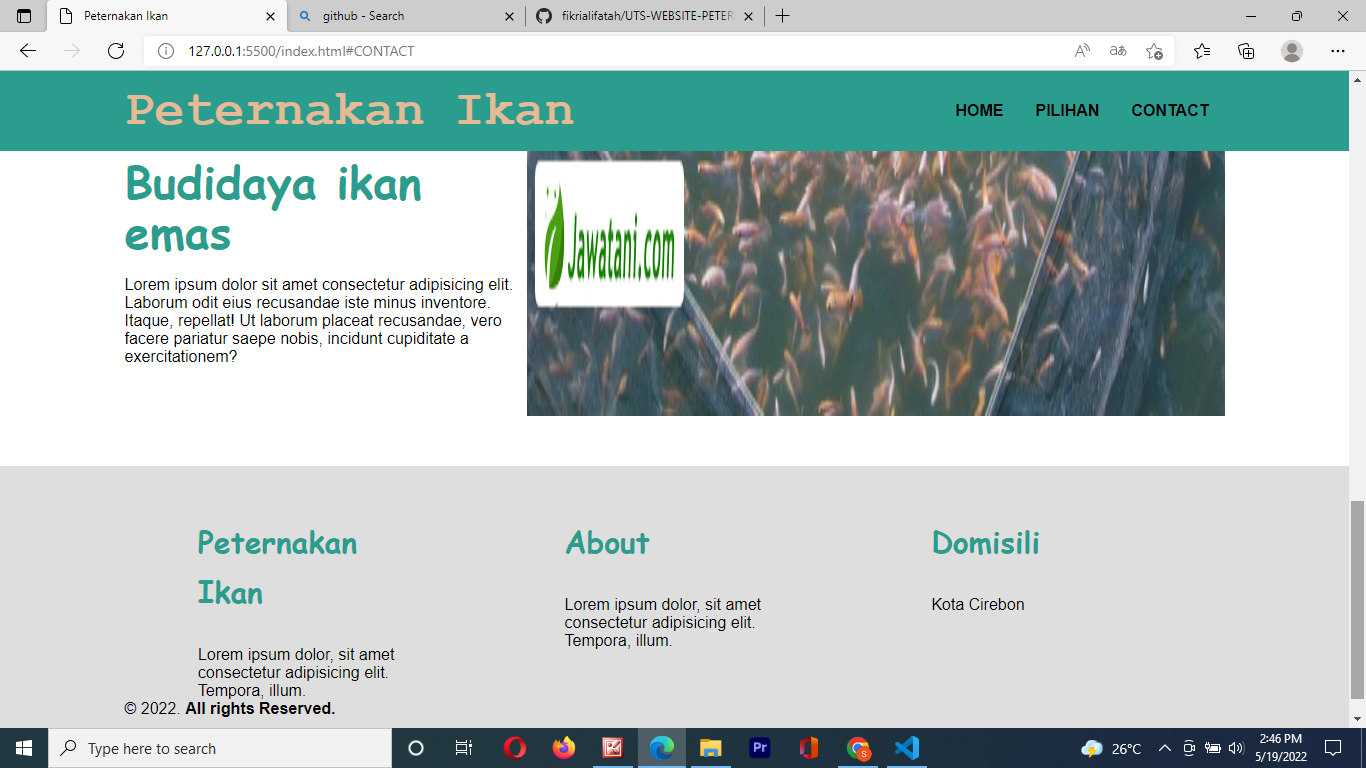 Peternakan Ikan
github - Search
fikrialifatah/UTS-WEBSITE-PETER
127.0.0.1:5500/index.html#CONTACT
Peternakan Ikan
HOME PILIHAN CONTACT
Budidaya ikan
emas
Lorem ipsum dolor sit amet consectetur adipisicing elit.
Laborum odit eius recusandae iste minus inventore.
Itaque, repellat! Ut laborum placeat recusandae, vero
facere pariatur saepe nobis, incidunt cupiditate a
exercitationem?
Jawatani.com
Peternakan
Ikan
Lorem ipsum dolor, sit amet
consectetur adipisicing elit.
Tempora, illum.
About
Lorem ipsum dolor, sit amet
consectetur adipisicing elit.
Tempora, illum.
Domisili
Kota Cirebon
© 2022. All rights Reserved.
Type here to search
Pr
S
26°C
2:46 PM
5/19/2022